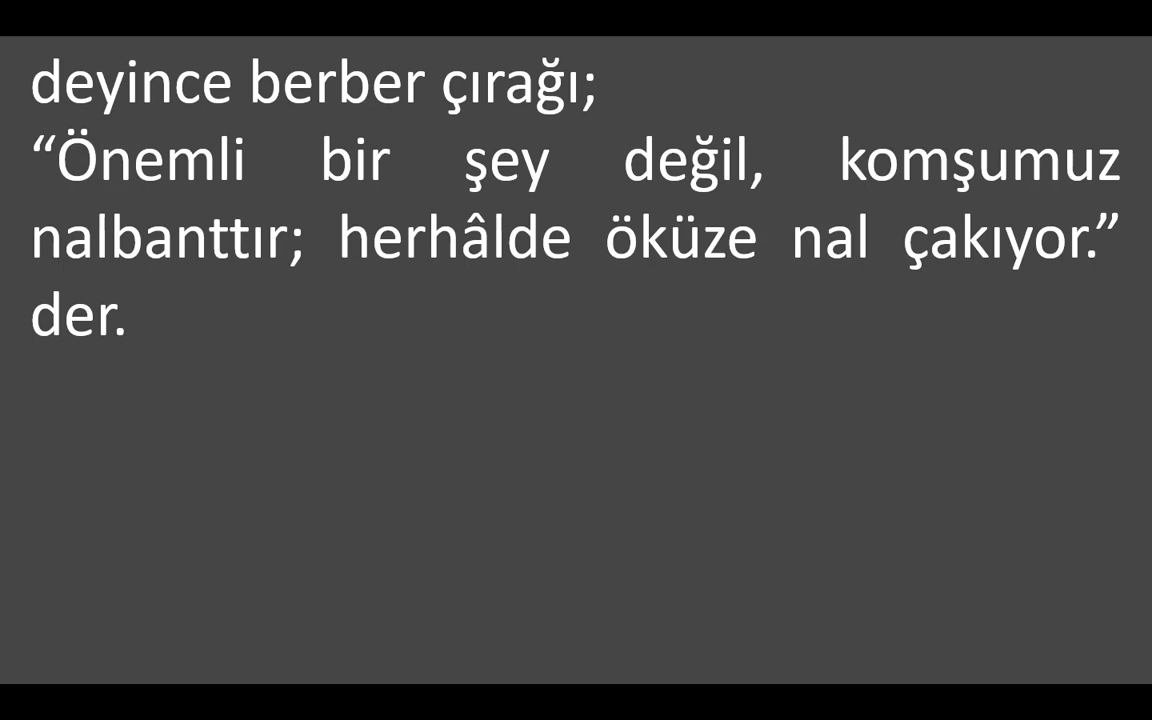 deyince berber çırağı;
“Önemli bir şey değil, komşumuz
nalbanttır; herhâlde öküze nal çakıyor.”
der.